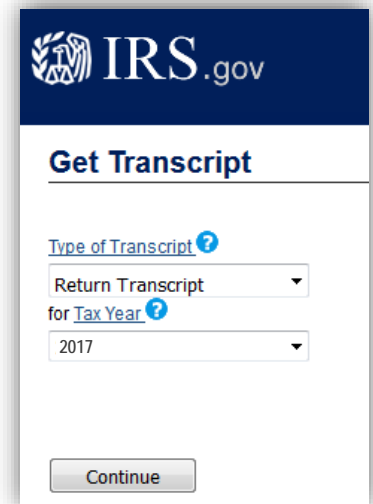 IRS.gov
Get Transcript
Type of Transcript ?
Return Transcript
for Tax Year ?
2017
Continue